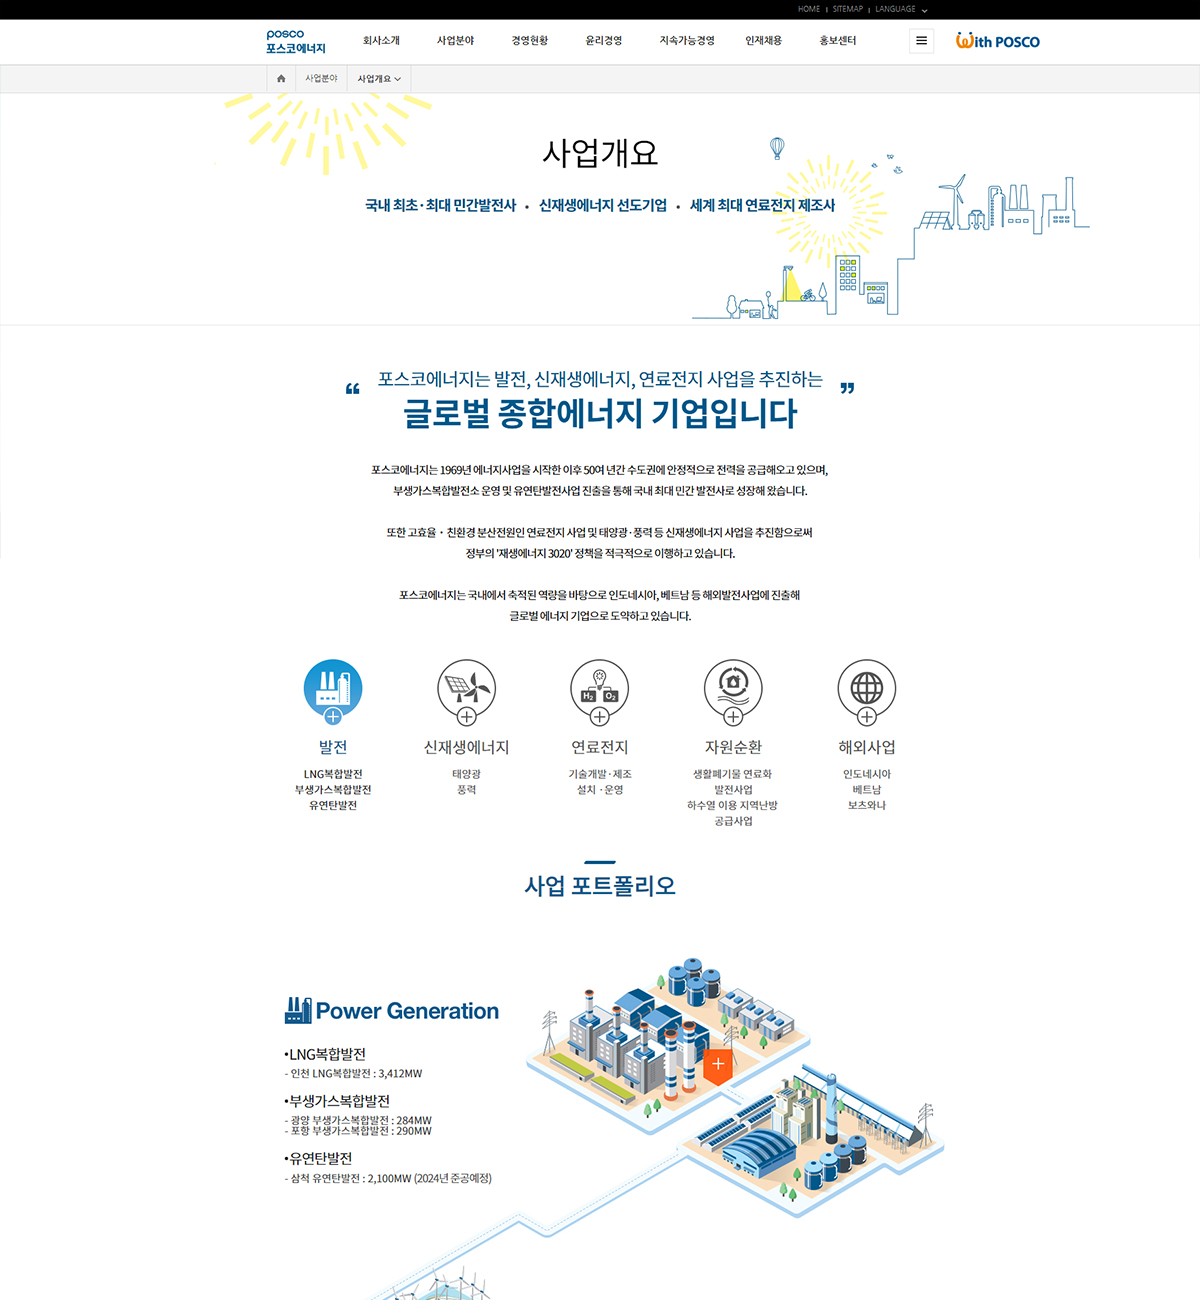 HOME | SITEMAP | LANGUAGE
posco
포스코에너지
회사소개 사업분야 경영현황 윤리경영 지속가능경영 인재채용 홍보센터
With POSCO
사업분야 사업개요
사업개요
국내 최초·최대 민간발전사 • 신재생에너지 선도기업 • 세계 최대 연료전지 제조사
“ 포스코에너지는 발전, 신재생에너지, 연료전지 사업을 추진하는 ”
글로벌 종합에너지 기업입니다
포스코에너지는 1969년 에너지사업을 시작한 이후 50여 년간 수도권에 안정적으로 전력을 공급해오고 있으며,
부생가스복합발전소 운영 및 유연탄발전사업 진출을 통해 국내 최대 민간 발전사로 성장해 왔습니다.
또한 고효율·친환경 분산전원인 연료전지 사업 및 태양광·풍력 등 신재생에너지 사업을 추진함으로써
정부의 '재생에너지 3020' 정책을 적극적으로 이행하고 있습니다.
포스코에너지는 국내에서 축적된 역량을 바탕으로 인도네시아, 베트남 등 해외발전사업에 진출해
글로벌 에너지 기업으로 도약하고 있습니다.
H2 O2
발전 신재생에너지 연료전지 자원순환 해외사업
LNG복합발전 태양광 기술개발·제조 생활폐기물 연료화 인도네시아
부생가스복합발전 풍력 설치·운영 발전사업 베트남
유연탄발전 하수열 이용 지역난방 보츠와나
공급사업
사업 포트폴리오
Power Generation
•LNG복합발전
- 인천 LNG복합발전 : 3,412MW
•부생가스복합발전
- 광양 부생가스복합발전 : 284MW
- 포항 부생가스복합발전 : 290MW
•유연탄발전
- 삼척 유연탄발전 : 2,100MW (2024년 준공예정)